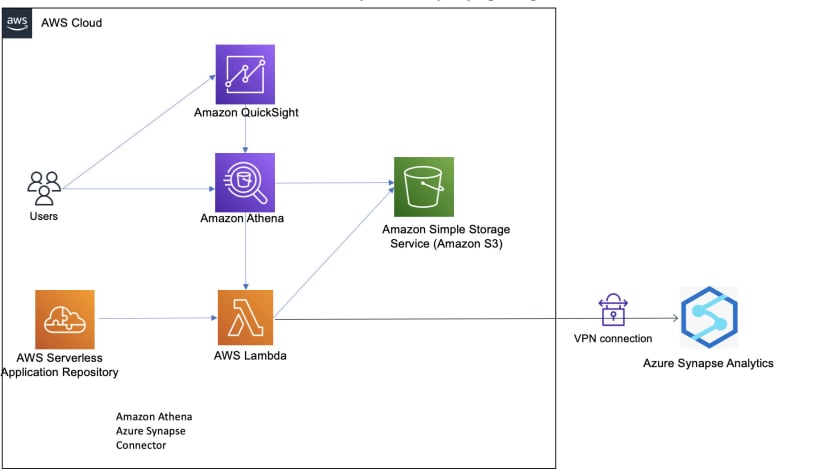 aws
AWS Cloud
Amazon QuickSight
Users
Amazon Athena
Amazon Simple Storage
Service (Amazon S3)
AWS Serverless
Application Repository
AWS Lambda
VPN connection
Azure Synapse Analytics
Amazon Athena
Azure Synapse
Connector